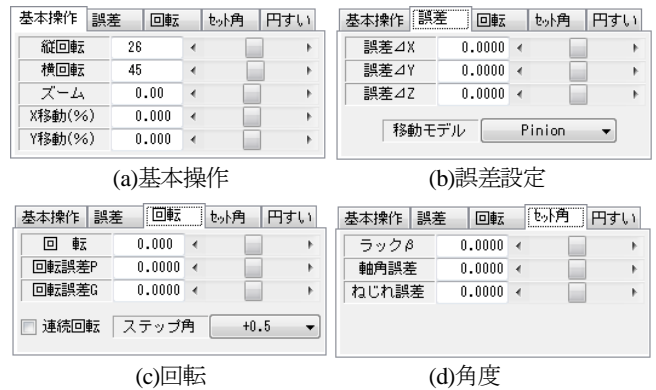 基本操作 誤差 回転 セット角 円すい
縦回転 26
横回転 45
ズーム 0.00
X移動(%) 0.000
Y移動(%) 0.000
(a)基本操作
基本操作 誤差 回転 セット角 円すい
誤差⊿X 0.0000
誤差⊿Y 0.0000
誤差⊿Z 0.0000
移動モデル Pinion
(b)誤差設定
基本操作 誤差 回転 セット角 円すい
回 転 0.000
回転誤差P 0.0000
回転誤差G 0.0000
連続回転 ステップ角 +0.5
(c)回転
基本操作 誤差 回転 セット角 円すい
ラックβ 0.0000
軸角誤差 0.0000
ねじれ誤差 0.0000
(d)角度